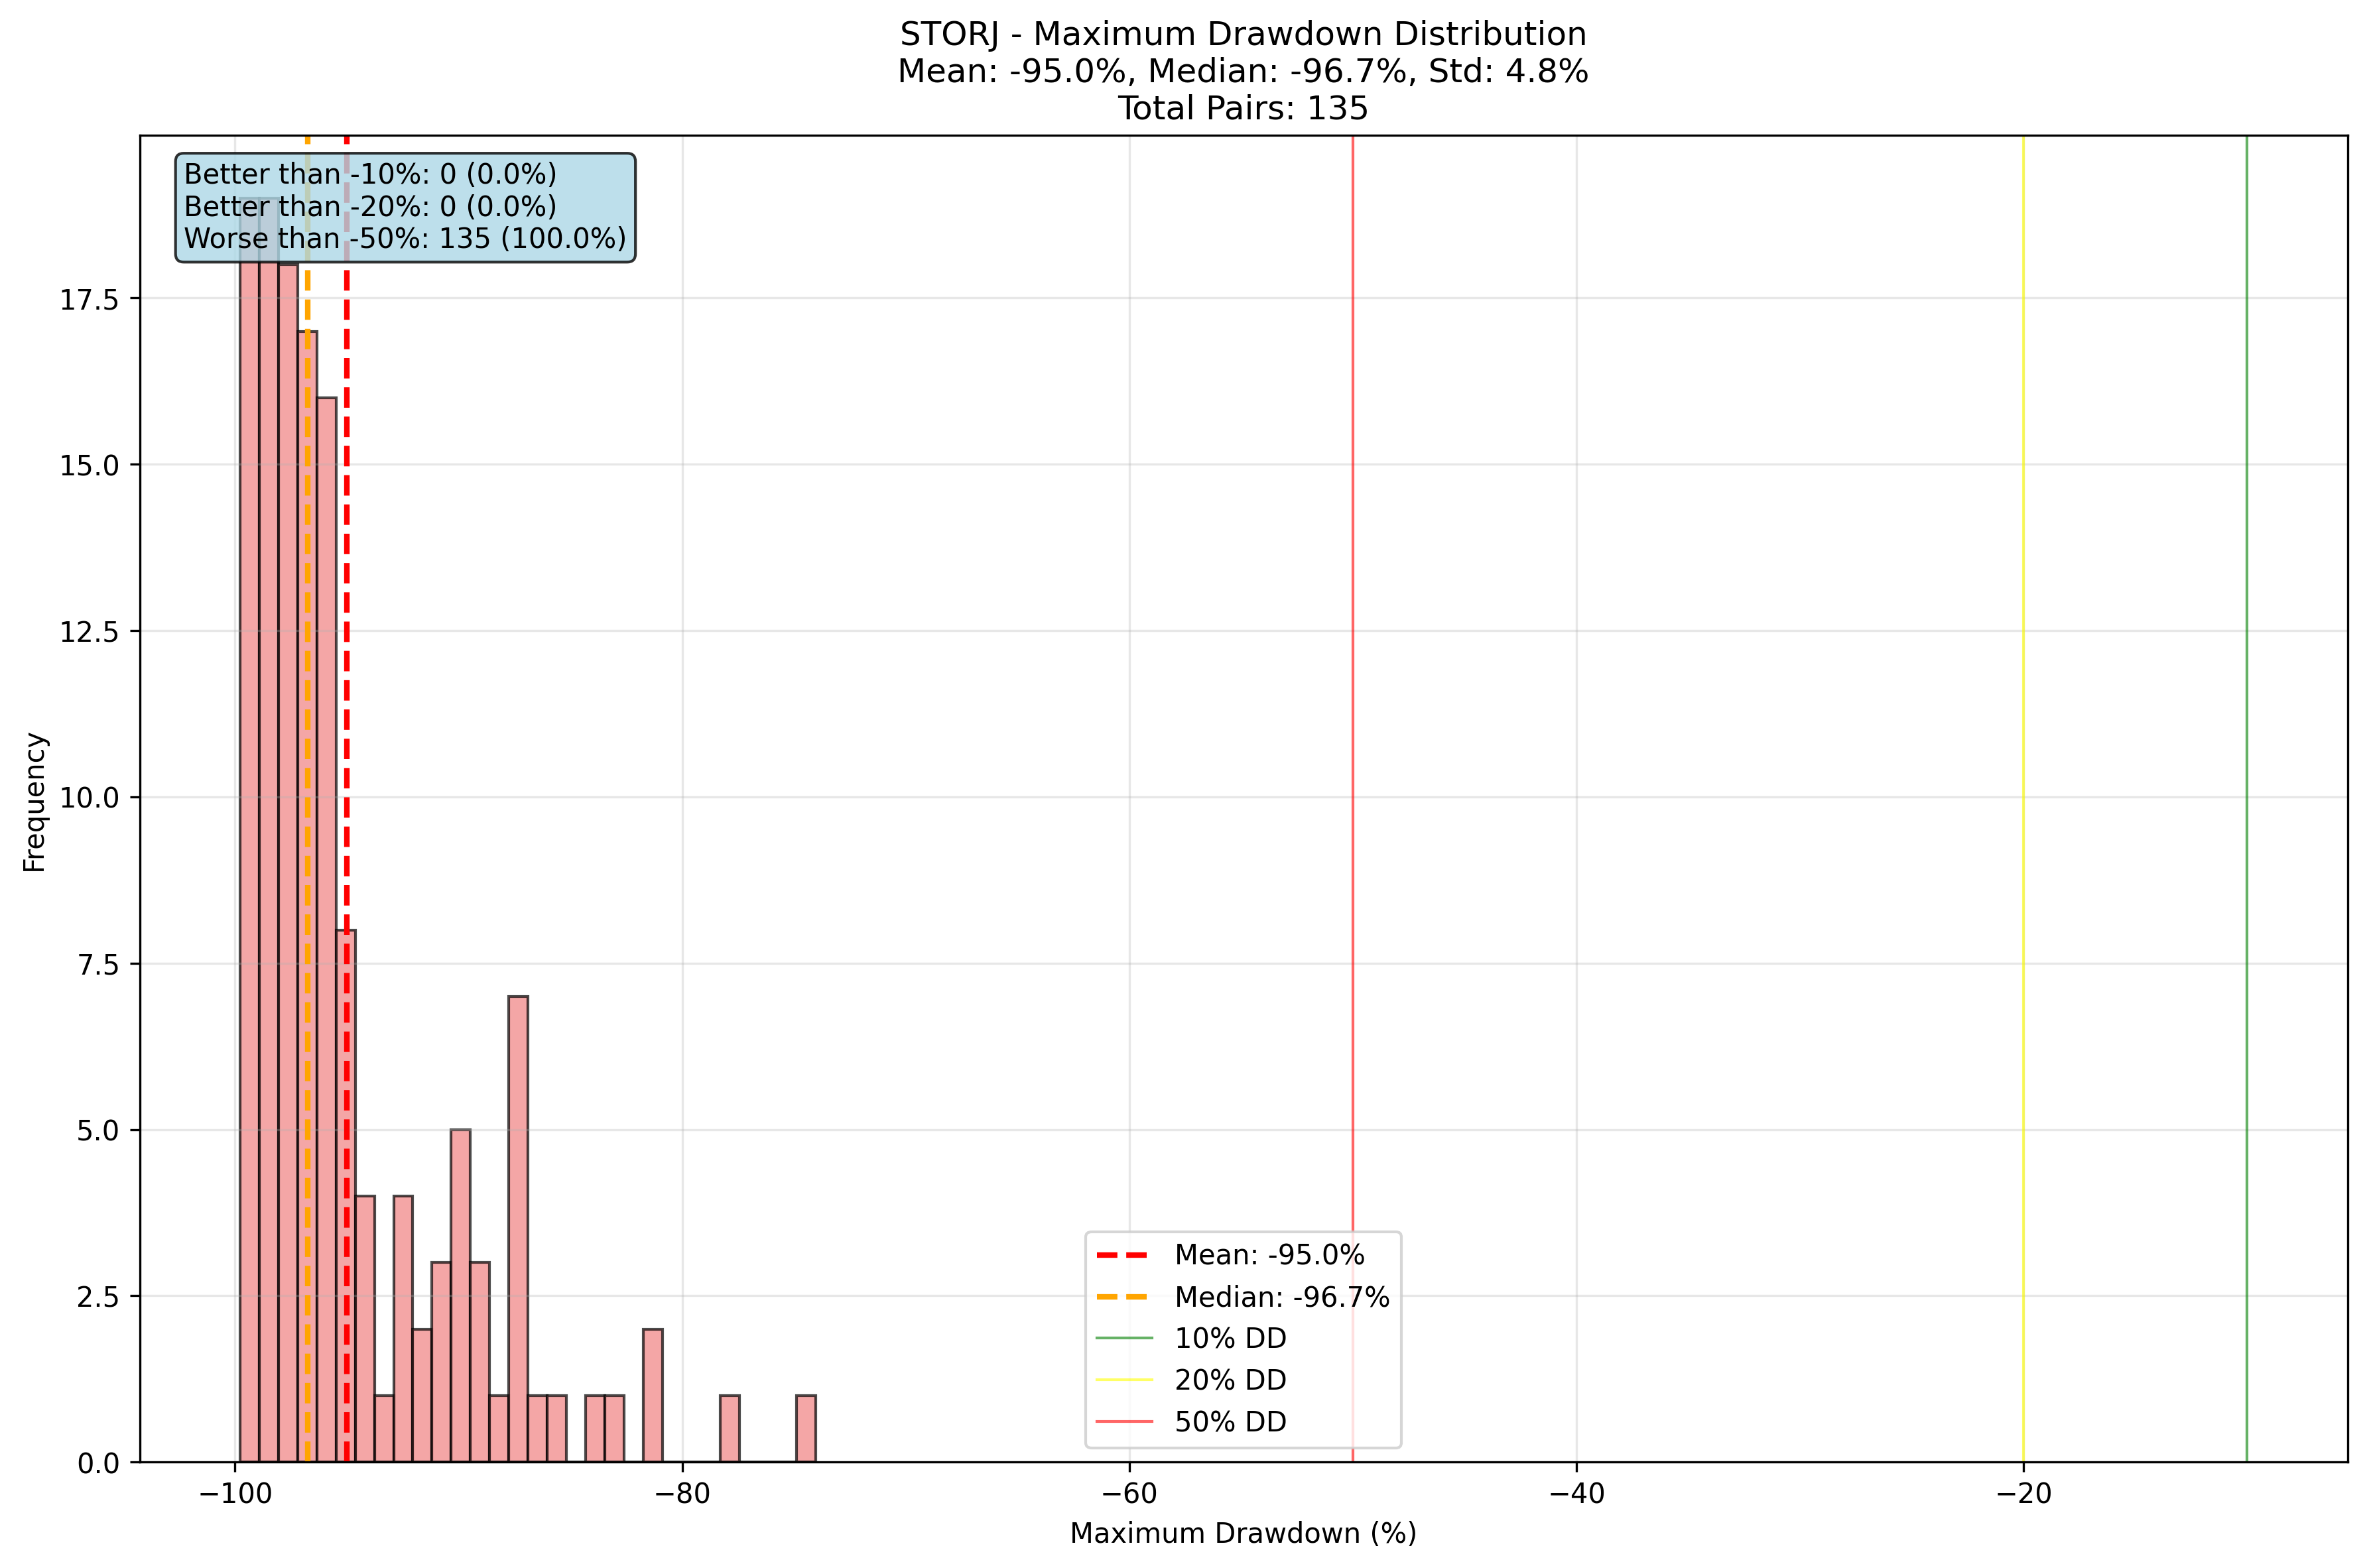 STORJ - Maximum Drawdown Distribution
Mean: -95.0%, Median: -96.7%, Std: 4.8%
Total Pairs: 135
Better than -10%: 0 (0.0%)
Better than -20%: 0 (0.0%)
Worse than -50%: 135 (100.0%)
17.5
15.0
12.5
10.0
7.5
5.0
2.5
0.0
Frequency
Mean: -95.0%
Median: -96.7%
10% DD
20% DD
50% DD
−100
−80
−60
−40
−20
Maximum Drawdown (%)